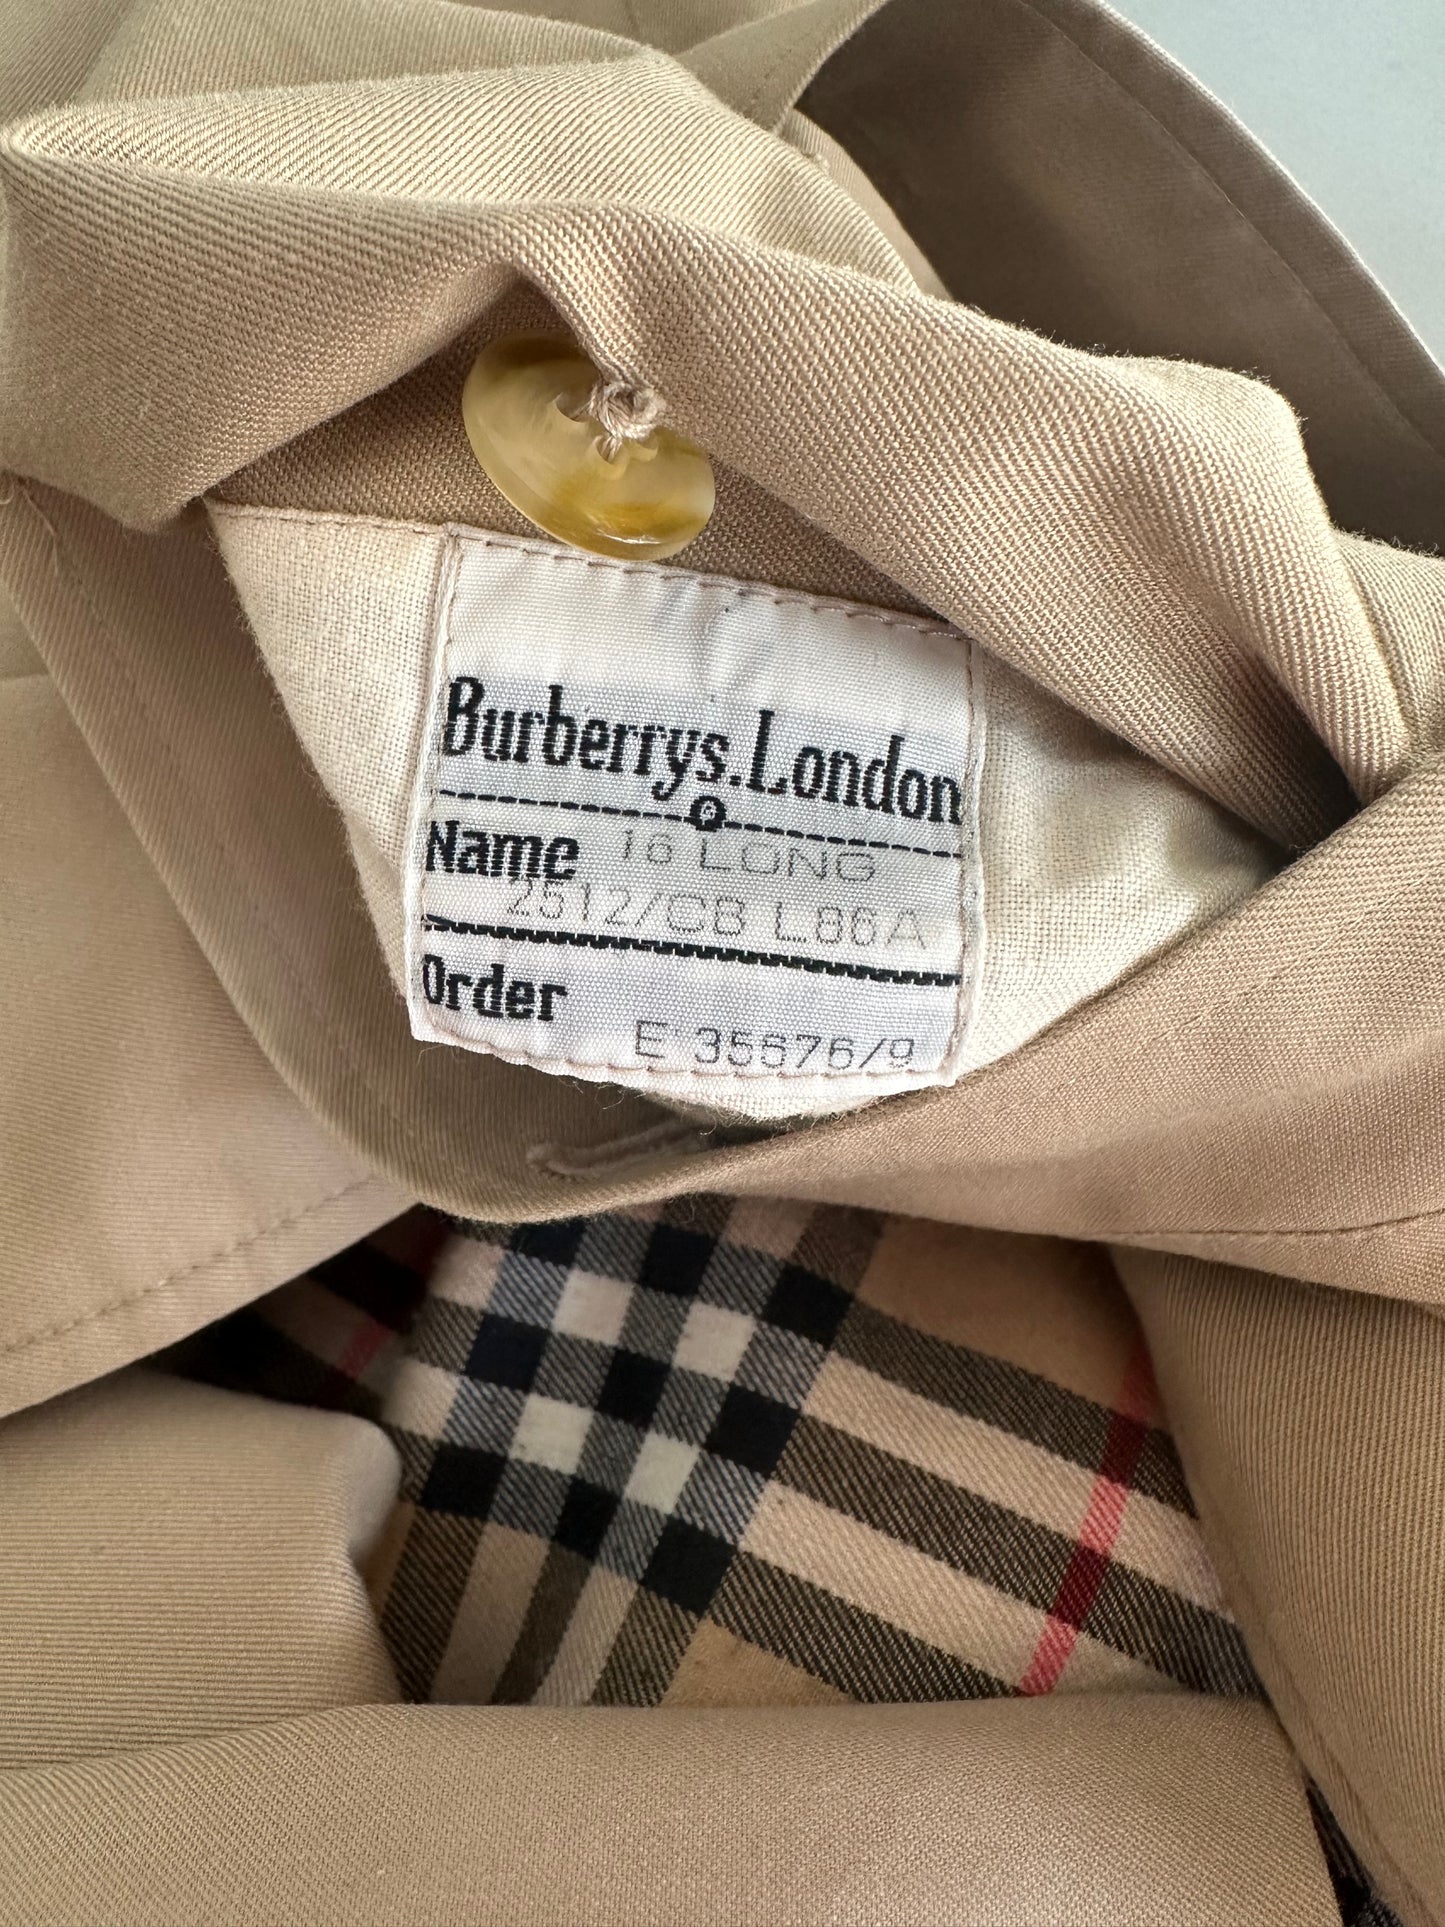 Burberrys.London
®
Name 16 LONG
2512/CB L86A
Order
E 35676/9